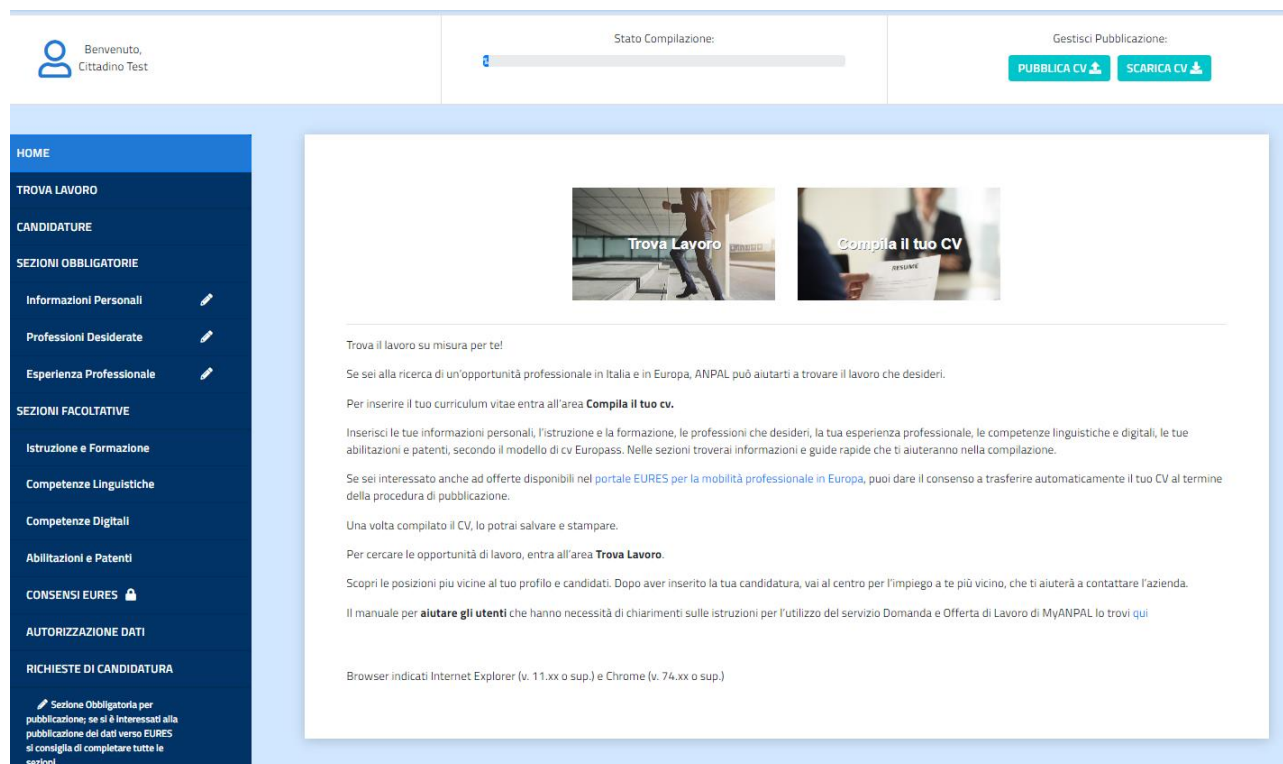 Benvenuto,
Cittadino Test
Stato Compilazione:
Gestisci Pubblicazione:
PUBBLICA CV
SCARICA CV
HOME
TROVA LAVORO
CANDIDATURE
SEZIONI OBBLIGATORIE
Informazioni Personali
Professioni Desiderate
Esperienza Professionale
SEZIONI FACOLTATIVE
Istruzione e Formazione
Competenze Linguistiche
Competenze Digitali
Abilitazioni e Patenti
CONSENSI EURES
AUTORIZZAZIONE DATI
RICHIESTE DI CANDIDATURA
Sezione Obbligatoria per
pubblicazione; se si è interessati alla
pubblicazione dei dati verso EURES
si consiglia di completare tutte le
sezioni
Trova Lavoro
Compila il tuo CV
RESUME
Trova il lavoro su misura per te!
Se sei alla ricerca di un'opportunità professionale in Italia e in Europa, ANPAL può aiutarti a trovare il lavoro che desideri.
Per inserire il tuo curriculum vitae entra all'area Compila il tuo cv.
Inserisci le tue informazioni personali, l'istruzione e la formazione, le professioni che desideri, la tua esperienza professionale, le competenze linguistiche e digitali, le tue
abilitazioni e patenti, secondo il modello di cv Europass. Nelle sezioni troverai informazioni e guide rapide che ti aiuteranno nella compilazione.
Se sei interessato anche ad offerte disponibili nel portale EURES per la mobilità professionale in Europa, puoi dare il consenso a trasferire automaticamente il tuo CV al termine
della procedura di pubblicazione.
Una volta compilato il CV, lo potrai salvare e stampare.
Per cercare le opportunità di lavoro, entra all'area Trova Lavoro.
Scopri le posizioni piu vicine al tuo profilo e candidati. Dopo aver inserito la tua candidatura, vai al centro per l'impiego a te più vicino, che ti aiuterà a contattare l'azienda.
Il manuale per aiutare gli utenti che hanno necessità di chiarimenti sulle istruzioni per l'utilizzo del servizio Domanda e Offerta di Lavoro di MyANPAL lo trovi qui
Browser indicati Internet Explorer (v. 11.xx o sup.) e Chrome (v. 74.xx o sup.)